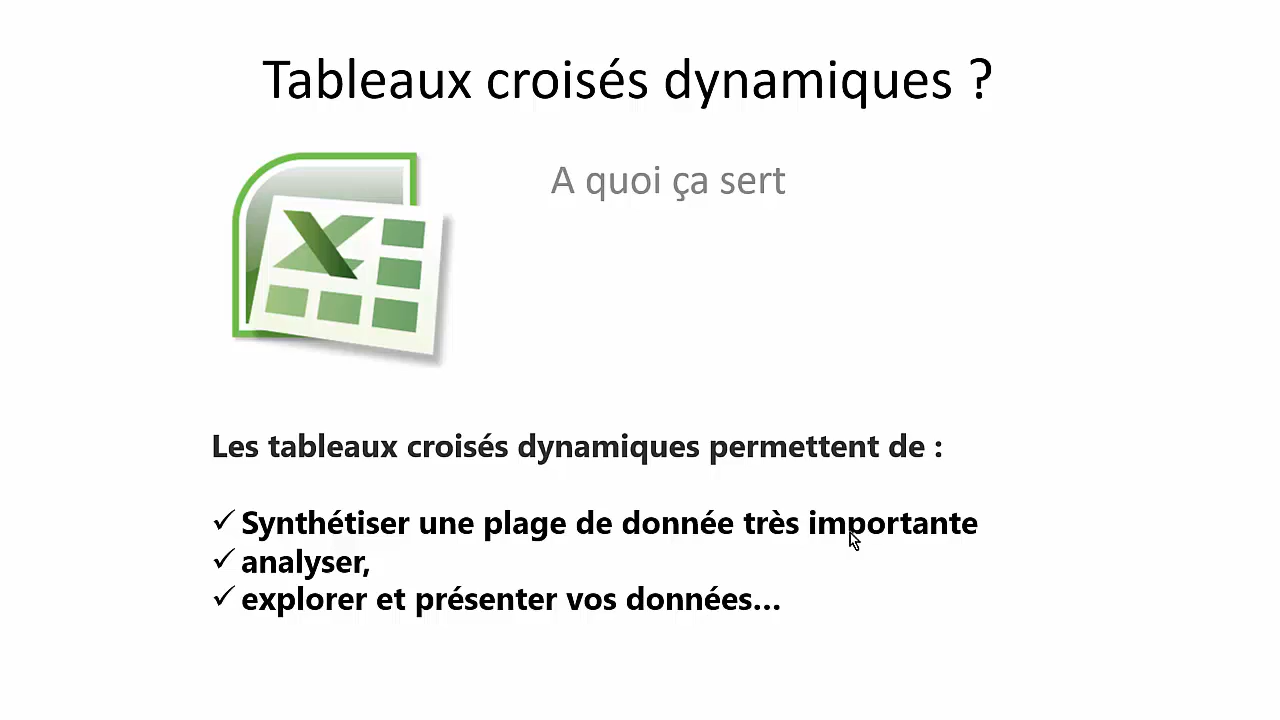 Tableaux croisés dynamiques ?
A quoi ça sert
Les tableaux croisés dynamiques permettent de :
✓ Synthétiser une plage de donnée très importante
✓ analyser,
✓ explorer et présenter vos données...